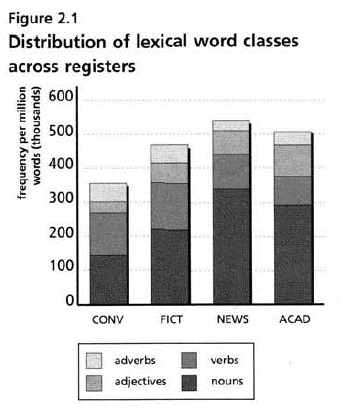 Figure 2.1
Distribution of lexical word classes
across registers
frequency per million
words (thousands)
600
500
400
300
200
100
0
CONV FICT NEWS ACAD
adverbs verbs
adjectives nouns